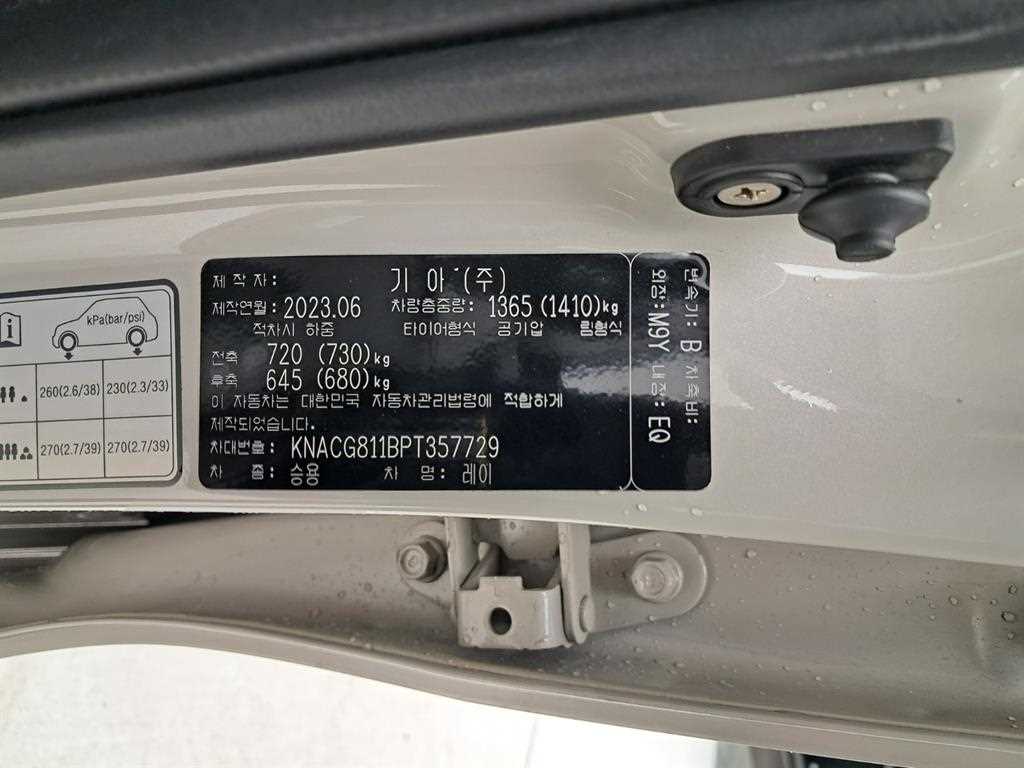 kPa(bar/psi)
260(2.6/38) 230(2.3/33)
270(2.7/39) 270(2.7/39)
제 작 자: 기 아 (주)
제작연월: 2023.06 차량총중량: 1365 (1410)kg
적차시 하중 타이어형식 공기압 림형식
전축 720 (730)kg
후축 645 (680)kg
이 자동차는 대한민국 자동차관리법령에 적합하게
제작되었습니다.
차대번호: KNACG811BPT357729
차 종: 승용 차 명: 레이
변속기: B 차축비:
외장:M9Y 내장: EQ